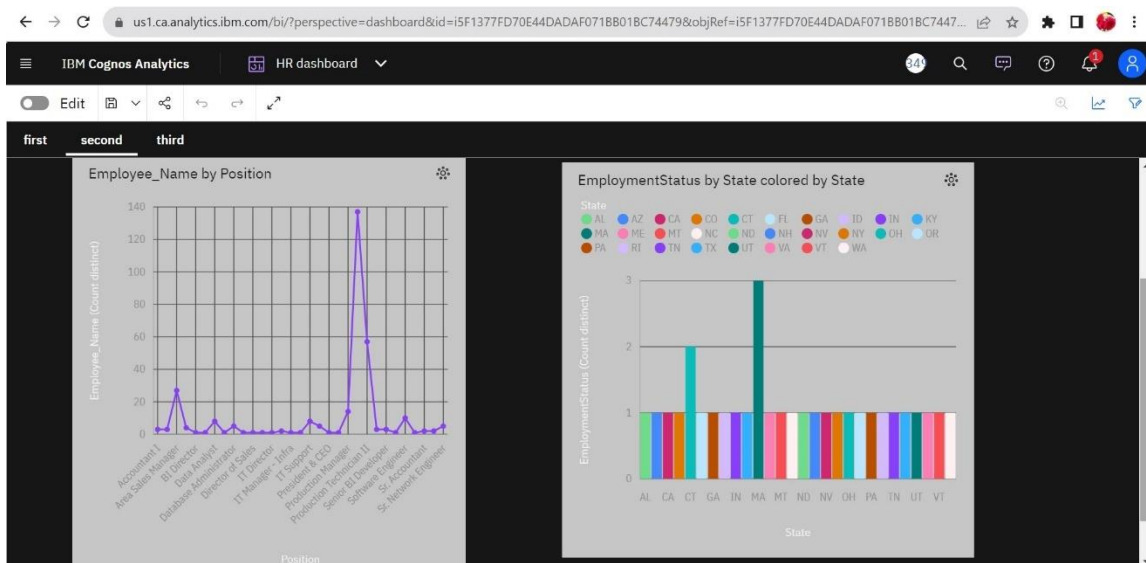 us1.ca.analytics.ibm.com/bi/?perspective=dashboard&id=i5F1377FD70E44DADAF071BB01BC74479&objRef=i5F1377FD70E44DADAF071BB01BC7447...
IBM Cognos Analytics
HR dashboard
349
1
Edit
first second third
Employee_Name by Position
Employee_Name (Count distinct)
140
120
100
80
60
40
20
0
Accountant I
Area Sales Manager
BI Director
Data Analyst
Database Administrator
Director of Sales
IT Director
IT Manager - Infra
IT Support
President & CEO
Production Manager
Production Technician II
Senior BI Developer
Software Engineer
Sr. Accountant
Sr. Network Engineer
Position
EmploymentStatus by State colored by State
State
AL AZ CA CO CT FL GA ID IN KY
MA ME MT NC ND NH NV NY OH OR
PA RI TN TX UT VA VT WA
EmploymentStatus (Count distinct)
3
2
1
0
AL CA CT GA IN MA MT ND NV OH PA TN UT VT
State